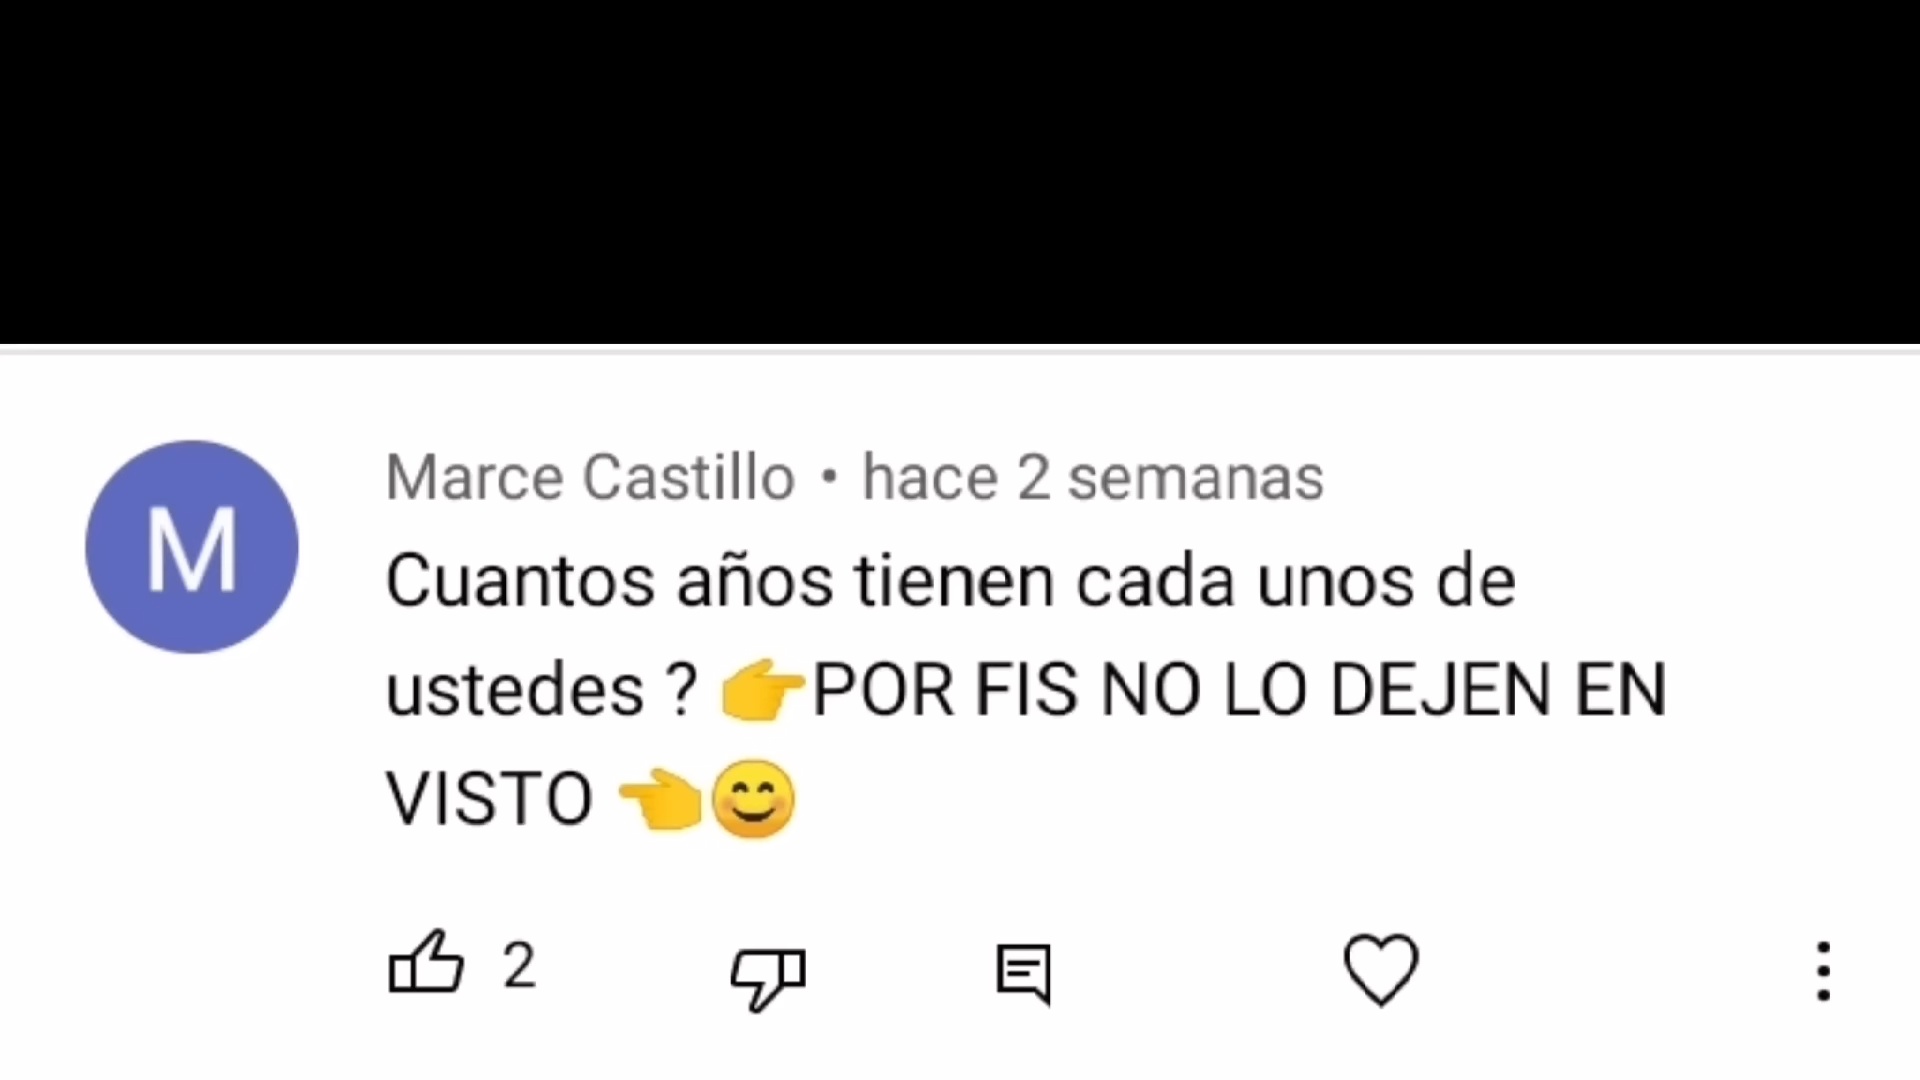 M
Marce Castillo • hace 2 semanas
Cuantos años tienen cada unos de
ustedes ? 👉POR FIS NO LO DEJEN EN
VISTO 👈😊
2